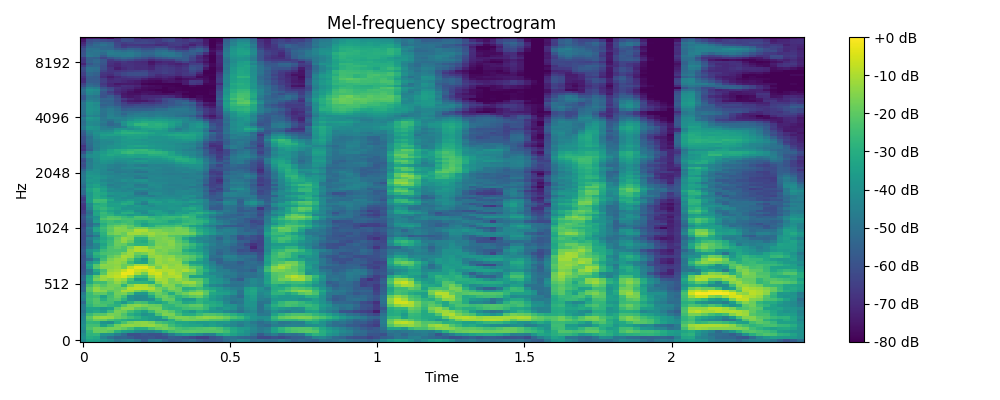 Mel-frequency spectrogram
8192
4096
2048
1024
512
0
Hz
0 0.5 1 1.5 2
Time
+0 dB
-10 dB
-20 dB
-30 dB
-40 dB
-50 dB
-60 dB
-70 dB
-80 dB